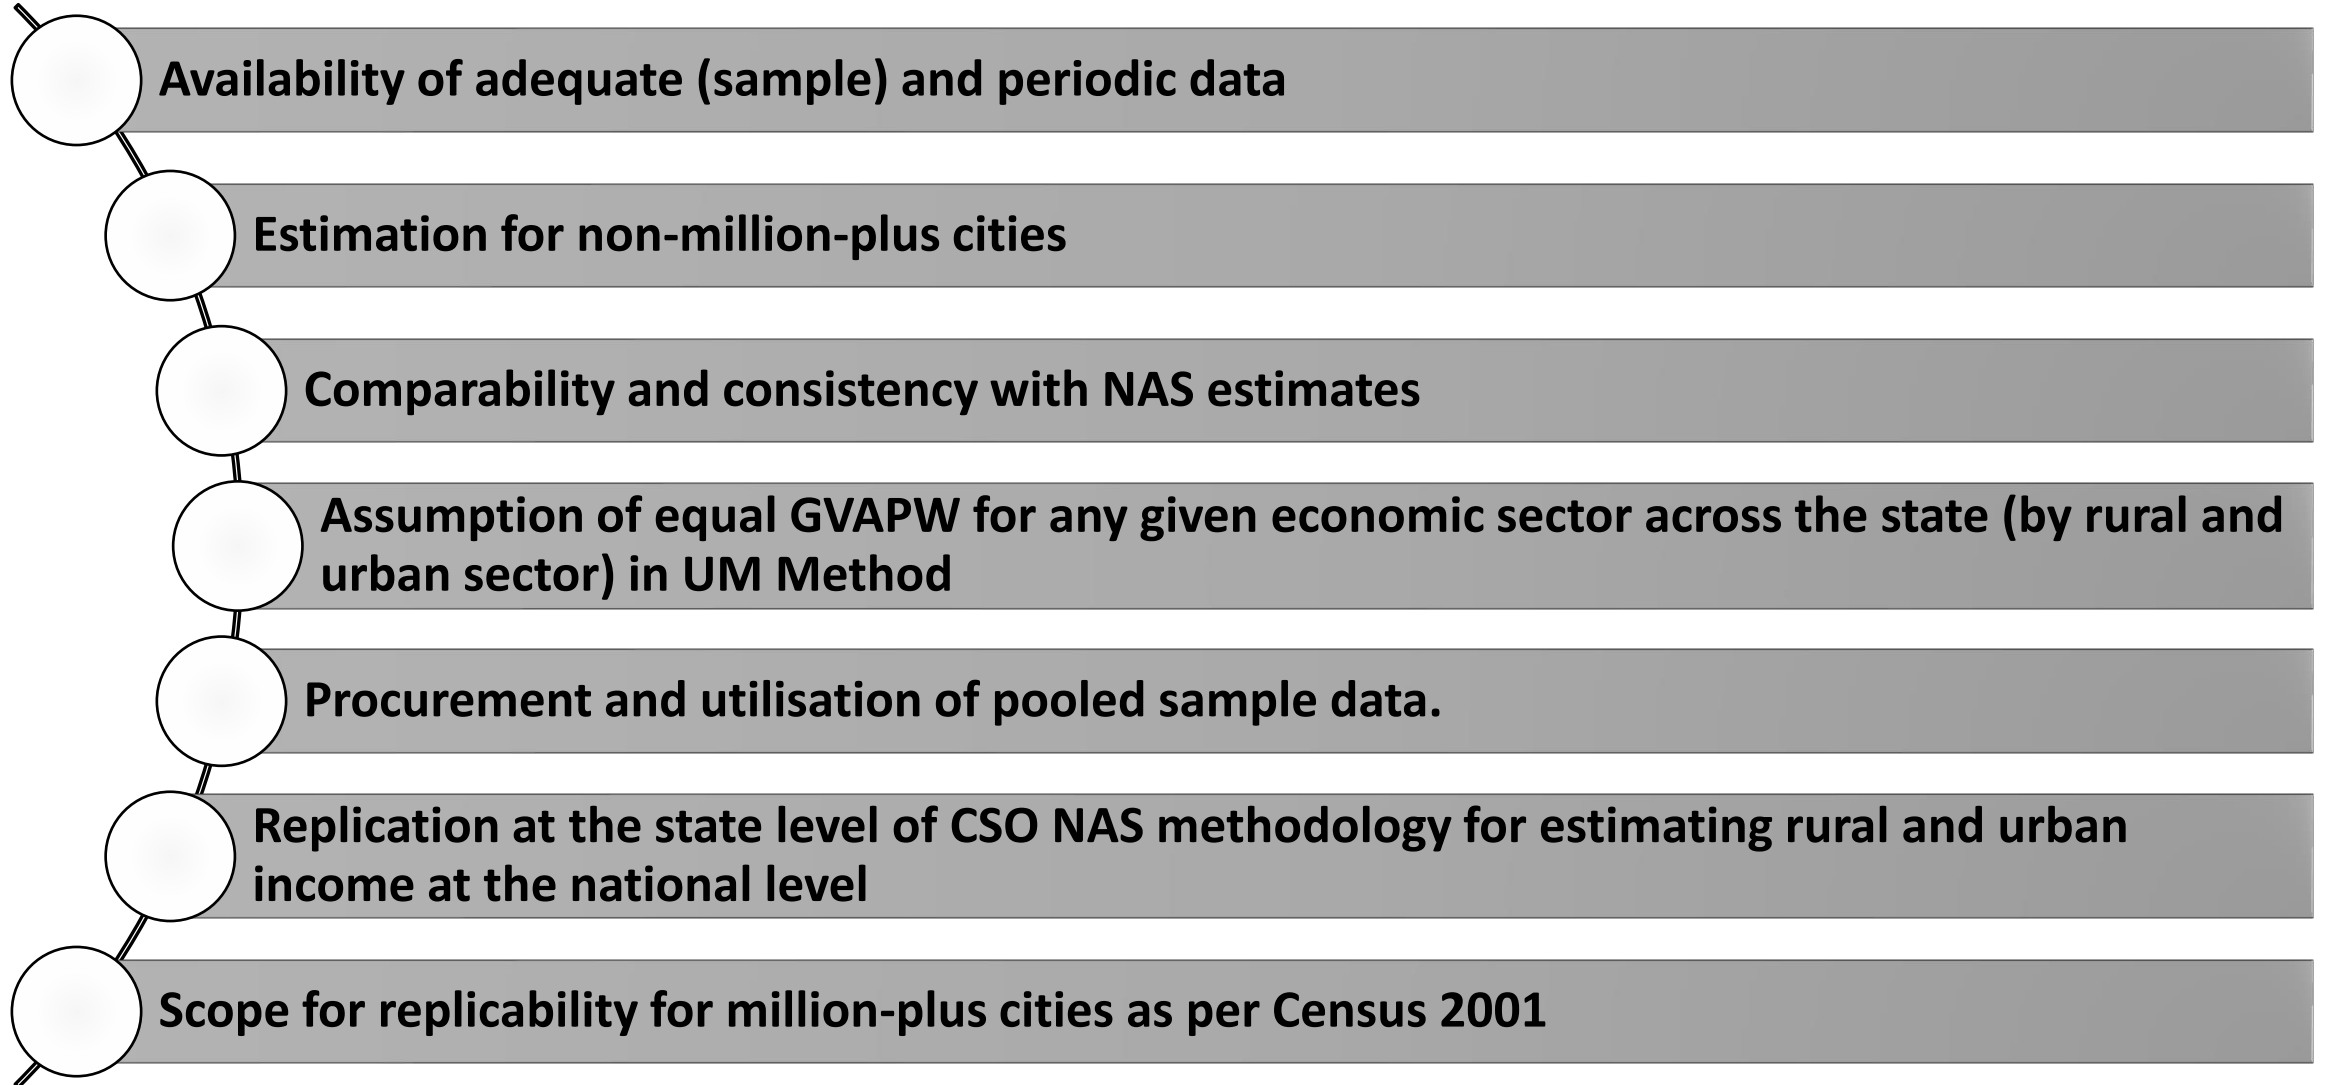 Availability of adequate (sample) and periodic data
Estimation for non-million-plus cities
Comparability and consistency with NAS estimates
Assumption of equal GVAPW for any given economic sector across the state (by rural and
urban sector) in UM Method
Procurement and utilisation of pooled sample data.
Replication at the state level of CSO NAS methodology for estimating rural and urban
income at the national level
Scope for replicability for million-plus cities as per Census 2001